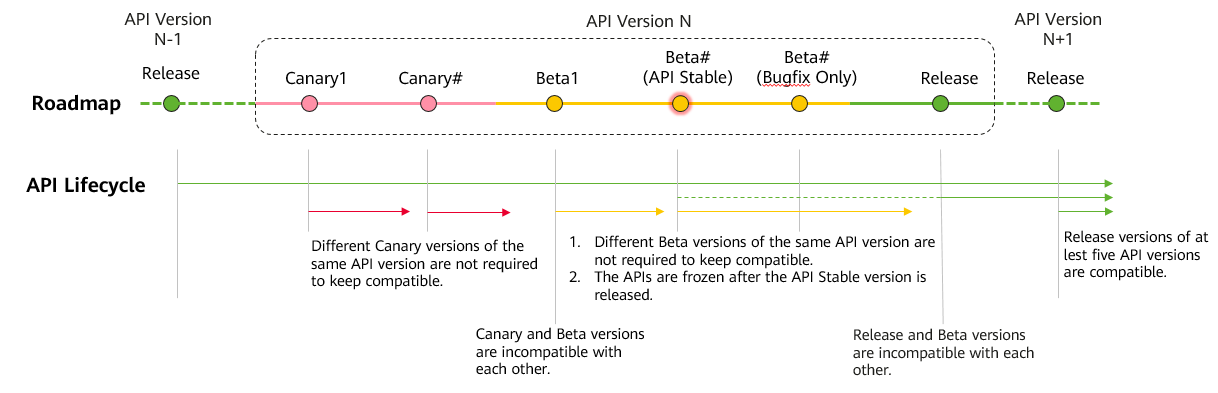 API Version
N-1
API Version N
API Version
N+1
Release
Canary1
Canary#
Beta1
Beta#
(API Stable)
Beta#
(Bugfix Only)
Release
Release
Roadmap
API Lifecycle
Different Canary versions of the
same API version are not required
to keep compatible.
1. Different Beta versions of the same API version are
not required to keep compatible.
2. The APIs are frozen after the API Stable version is
released.
Release versions of at
lest five API versions
are compatible.
Canary and Beta versions
are incompatible with
each other.
Release and Beta versions
are incompatible with each
other.